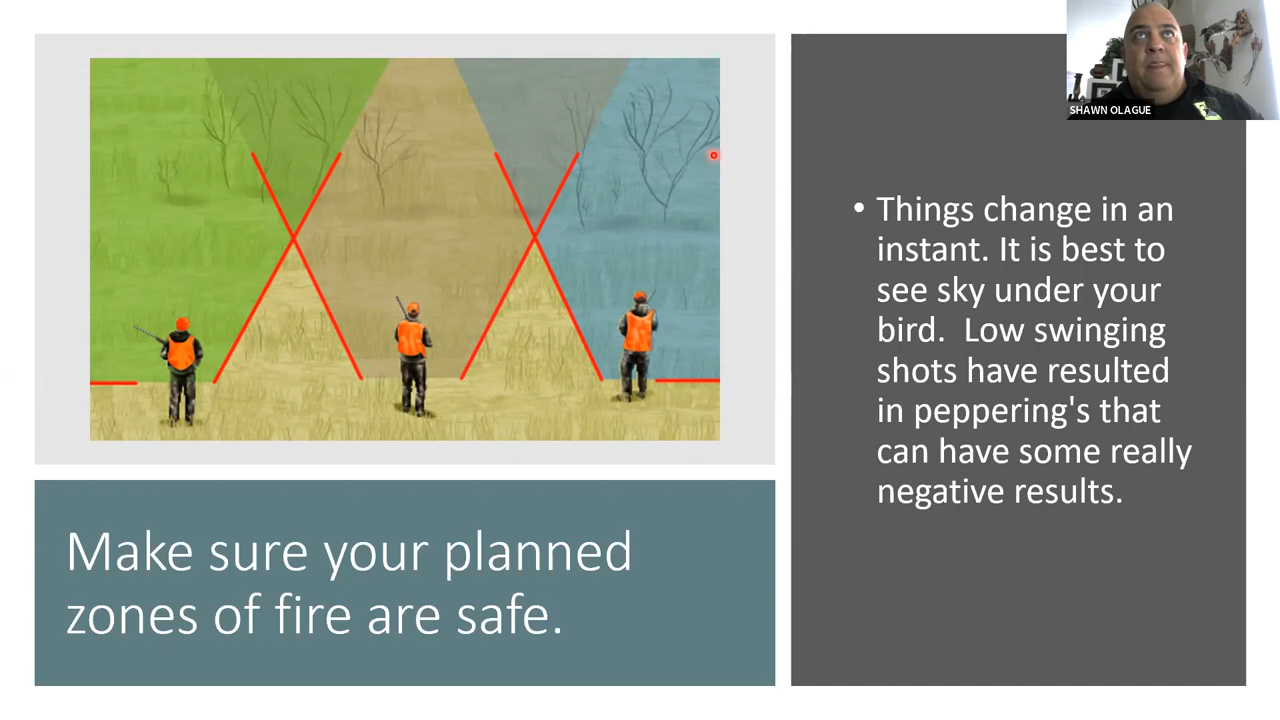 SHAWN OLAGUE
• Things change in an
instant. It is best to
see sky under your
bird.  Low swinging
shots have resulted
in peppering's that
can have some really
negative results.
Make sure your planned
zones of fire are safe.